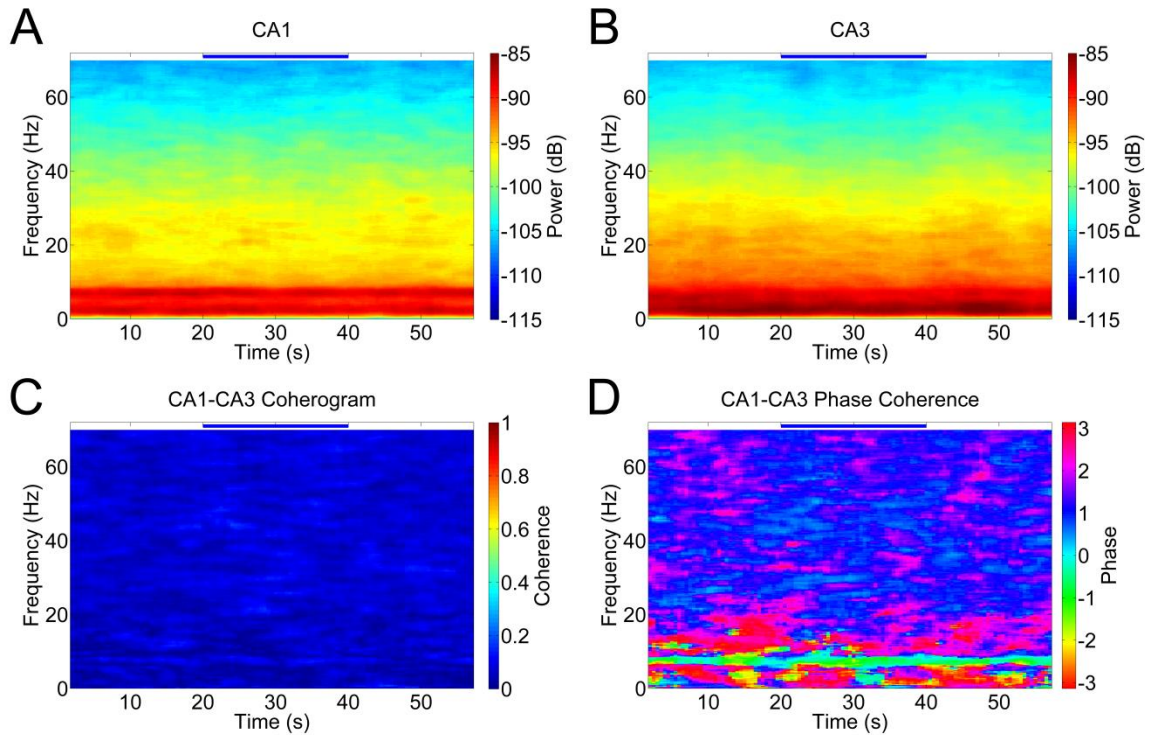 A
CA1
60
40
20
0
10 20 30 40 50
Frequency (Hz)
Time (s)
-85
-90
-95
-100
-105
-110
-115
Power (dB)
B
CA3
60
40
20
0
10 20 30 40 50
Frequency (Hz)
Time (s)
-85
-90
-95
-100
-105
-110
-115
Power (dB)
C
CA1-CA3 Coherogram
60
40
20
0
10 20 30 40 50
Frequency (Hz)
Time (s)
1
0.8
0.6
0.4
0.2
0
Coherence
D
CA1-CA3 Phase Coherence
60
40
20
0
10 20 30 40 50
Frequency (Hz)
Time (s)
3
2
1
0
-1
-2
-3
Phase